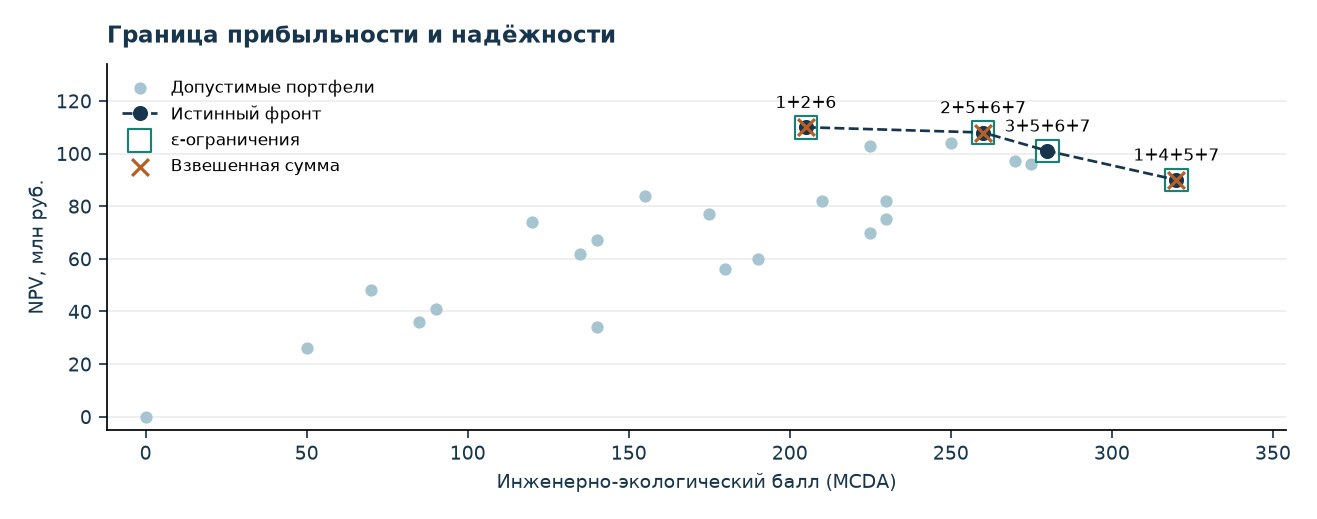 Граница прибыльности и надёжности
Допустимые портфели
Истинный фронт
ε-ограничения
Взвешенная сумма
1+2+6
2+5+6+7
3+5+6+7
1+4+5+7
NPV, млн руб.
120
100
80
60
40
20
0
0 50 100 150 200 250 300 350
Инженерно-экологический балл (MCDA)